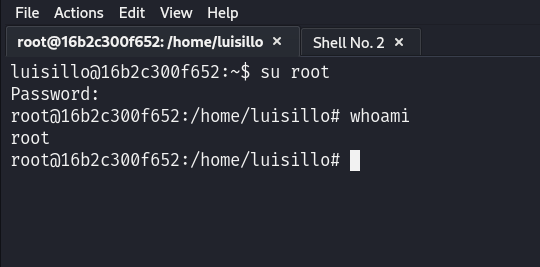 File Actions Edit View Help
root@16b2c300f652: /home/luisillo × Shell No. 2 ×
luisillo@16b2c300f652:~$ su root
Password:
root@16b2c300f652:/home/luisillo# whoami
root
root@16b2c300f652:/home/luisillo#